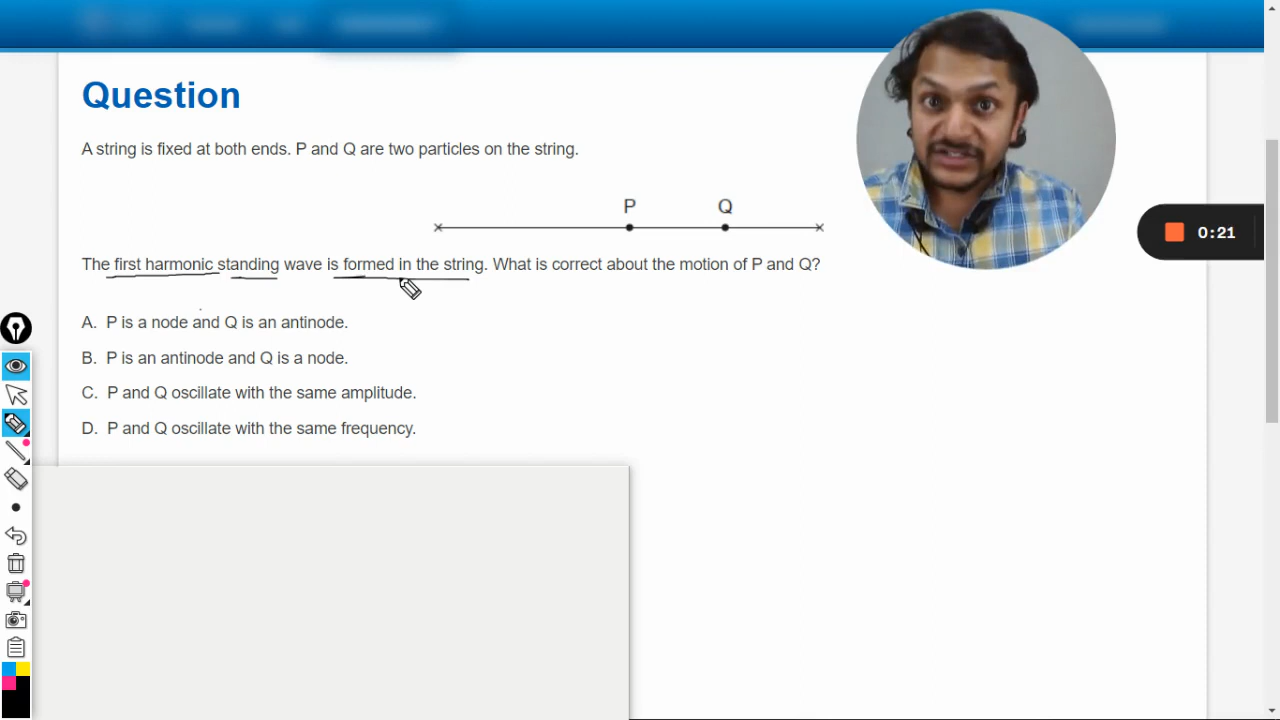 Question
A string is fixed at both ends. P and Q are two particles on the string.
P Q
0:21
The first harmonic standing wave is formed in the string. What is correct about the motion of P and Q?
A. P is a node and Q is an antinode.
B. P is an antinode and Q is a node.
C. P and Q oscillate with the same amplitude.
D. P and Q oscillate with the same frequency.